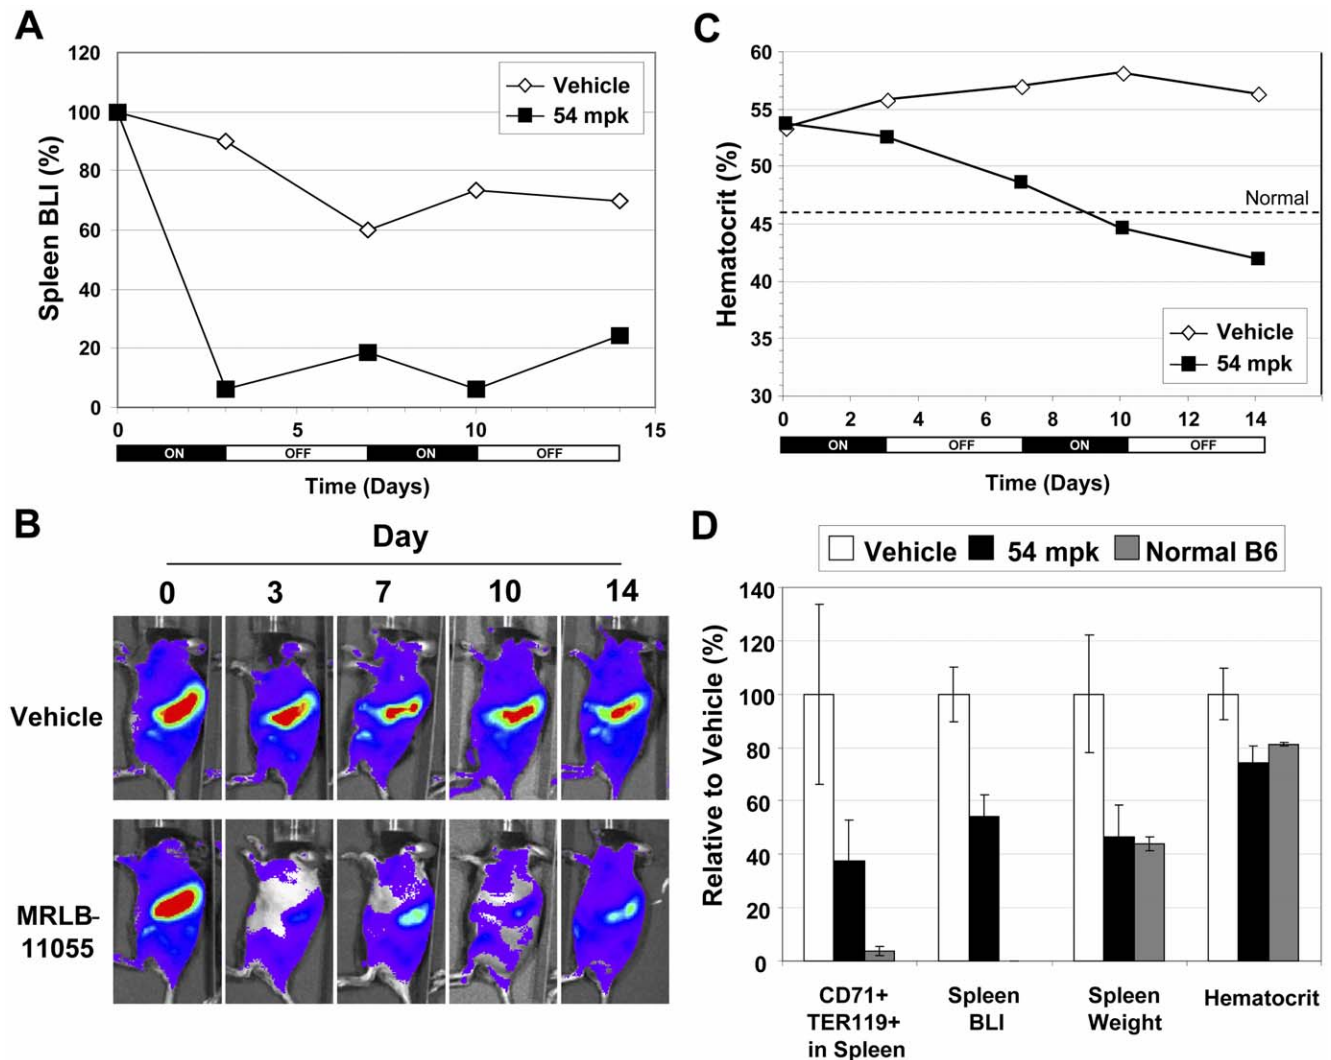 A
120
100
80
60
40
20
0
Spleen BLI (%)
Vehicle
54 mpk
0 5 10 15
ON OFF ON OFF
Time (Days)
C
60
55
50
45
40
35
30
Hematocrit (%)
Normal
Vehicle
54 mpk
0 2 4 6 8 10 12 14
ON OFF ON OFF
Time (Days)
B
Day
0 3 7 10 14
Vehicle
MRLB-
11055
D
Vehicle 54 mpk Normal B6
140
120
100
80
60
40
20
0
Relative to Vehicle (%)
CD71+
TER119+
in Spleen
Spleen
BLI
Spleen
Weight
Hematocrit